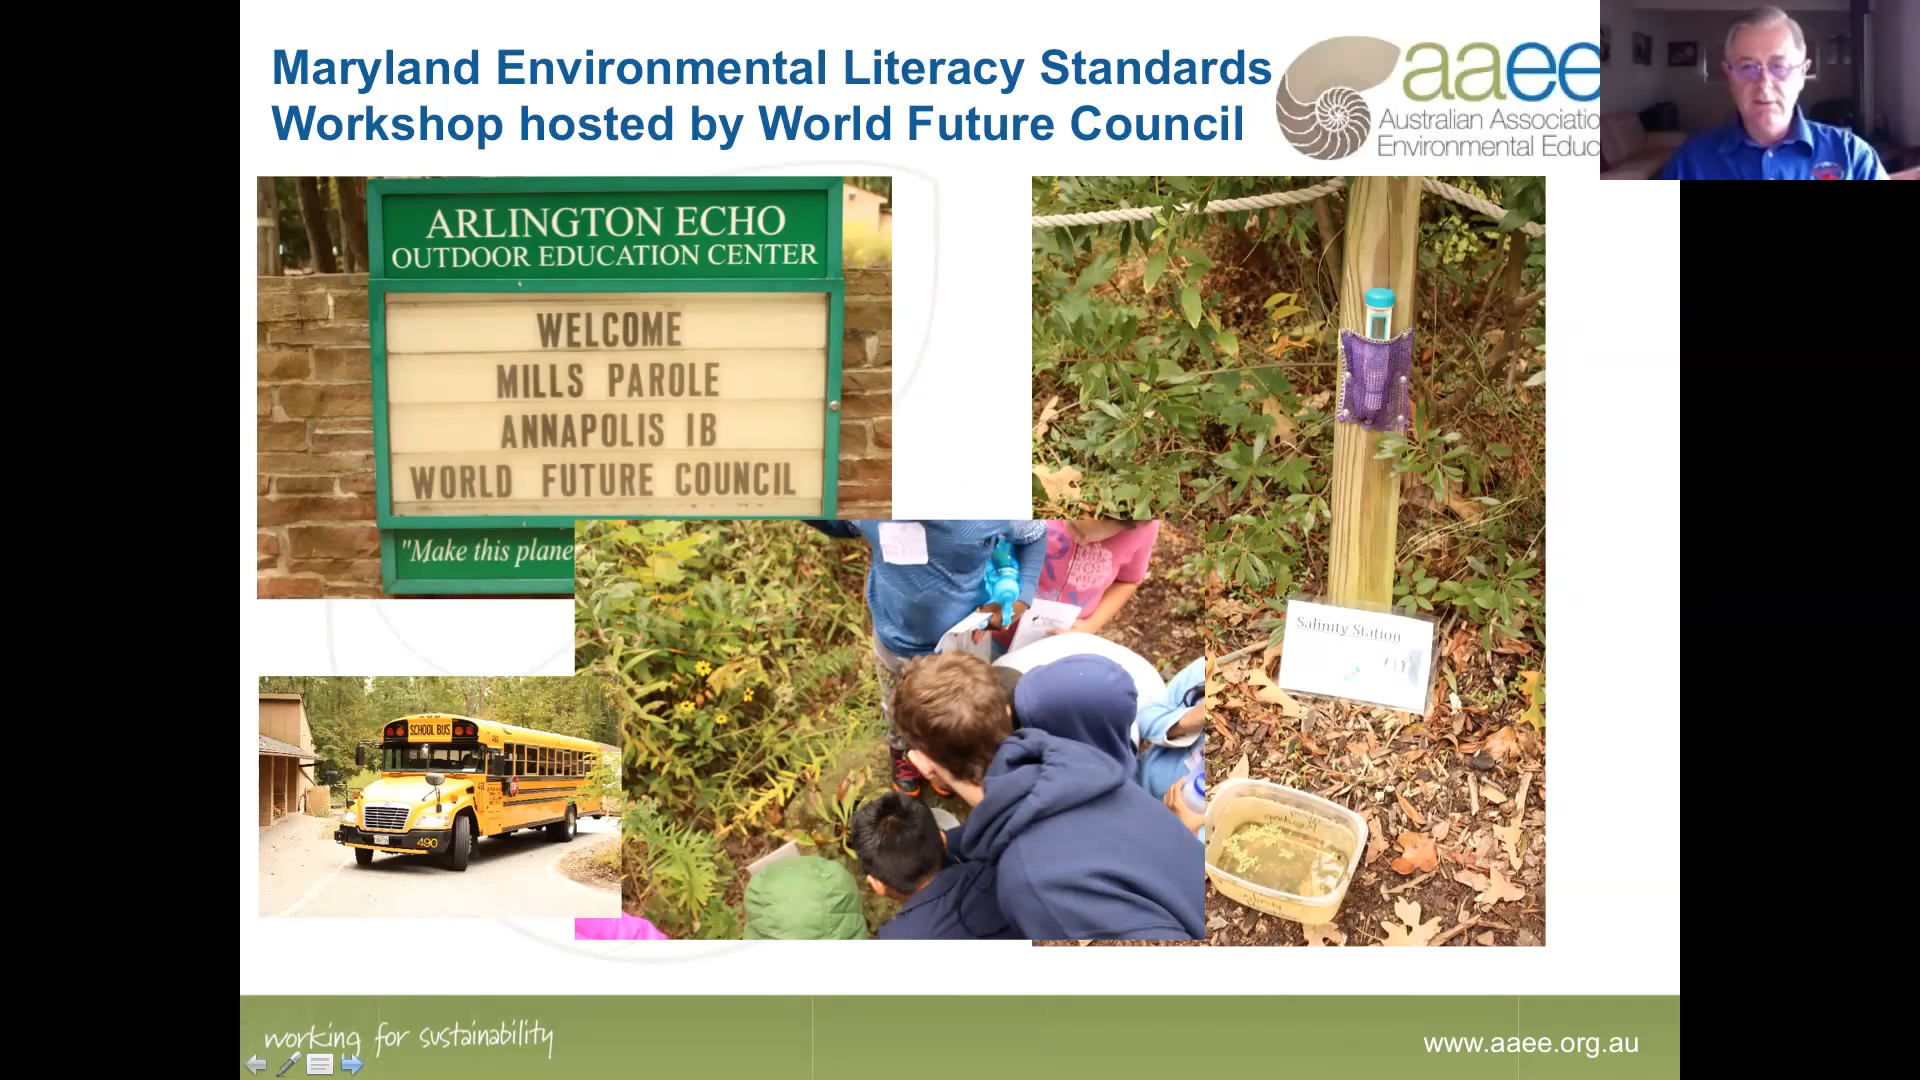 Maryland Environmental Literacy Standards
Workshop hosted by World Future Council
aaee
Australian Associatio
Environmental Educ
ARLINGTON ECHO
OUTDOOR EDUCATION CENTER
WELCOME
MILLS PAROLE
ANNAPOLIS IB
WORLD FUTURE COUNCIL
"Make this plane
Salinity Station
SCHOOL BUS
490
working for sustainability
www.aaee.org.au